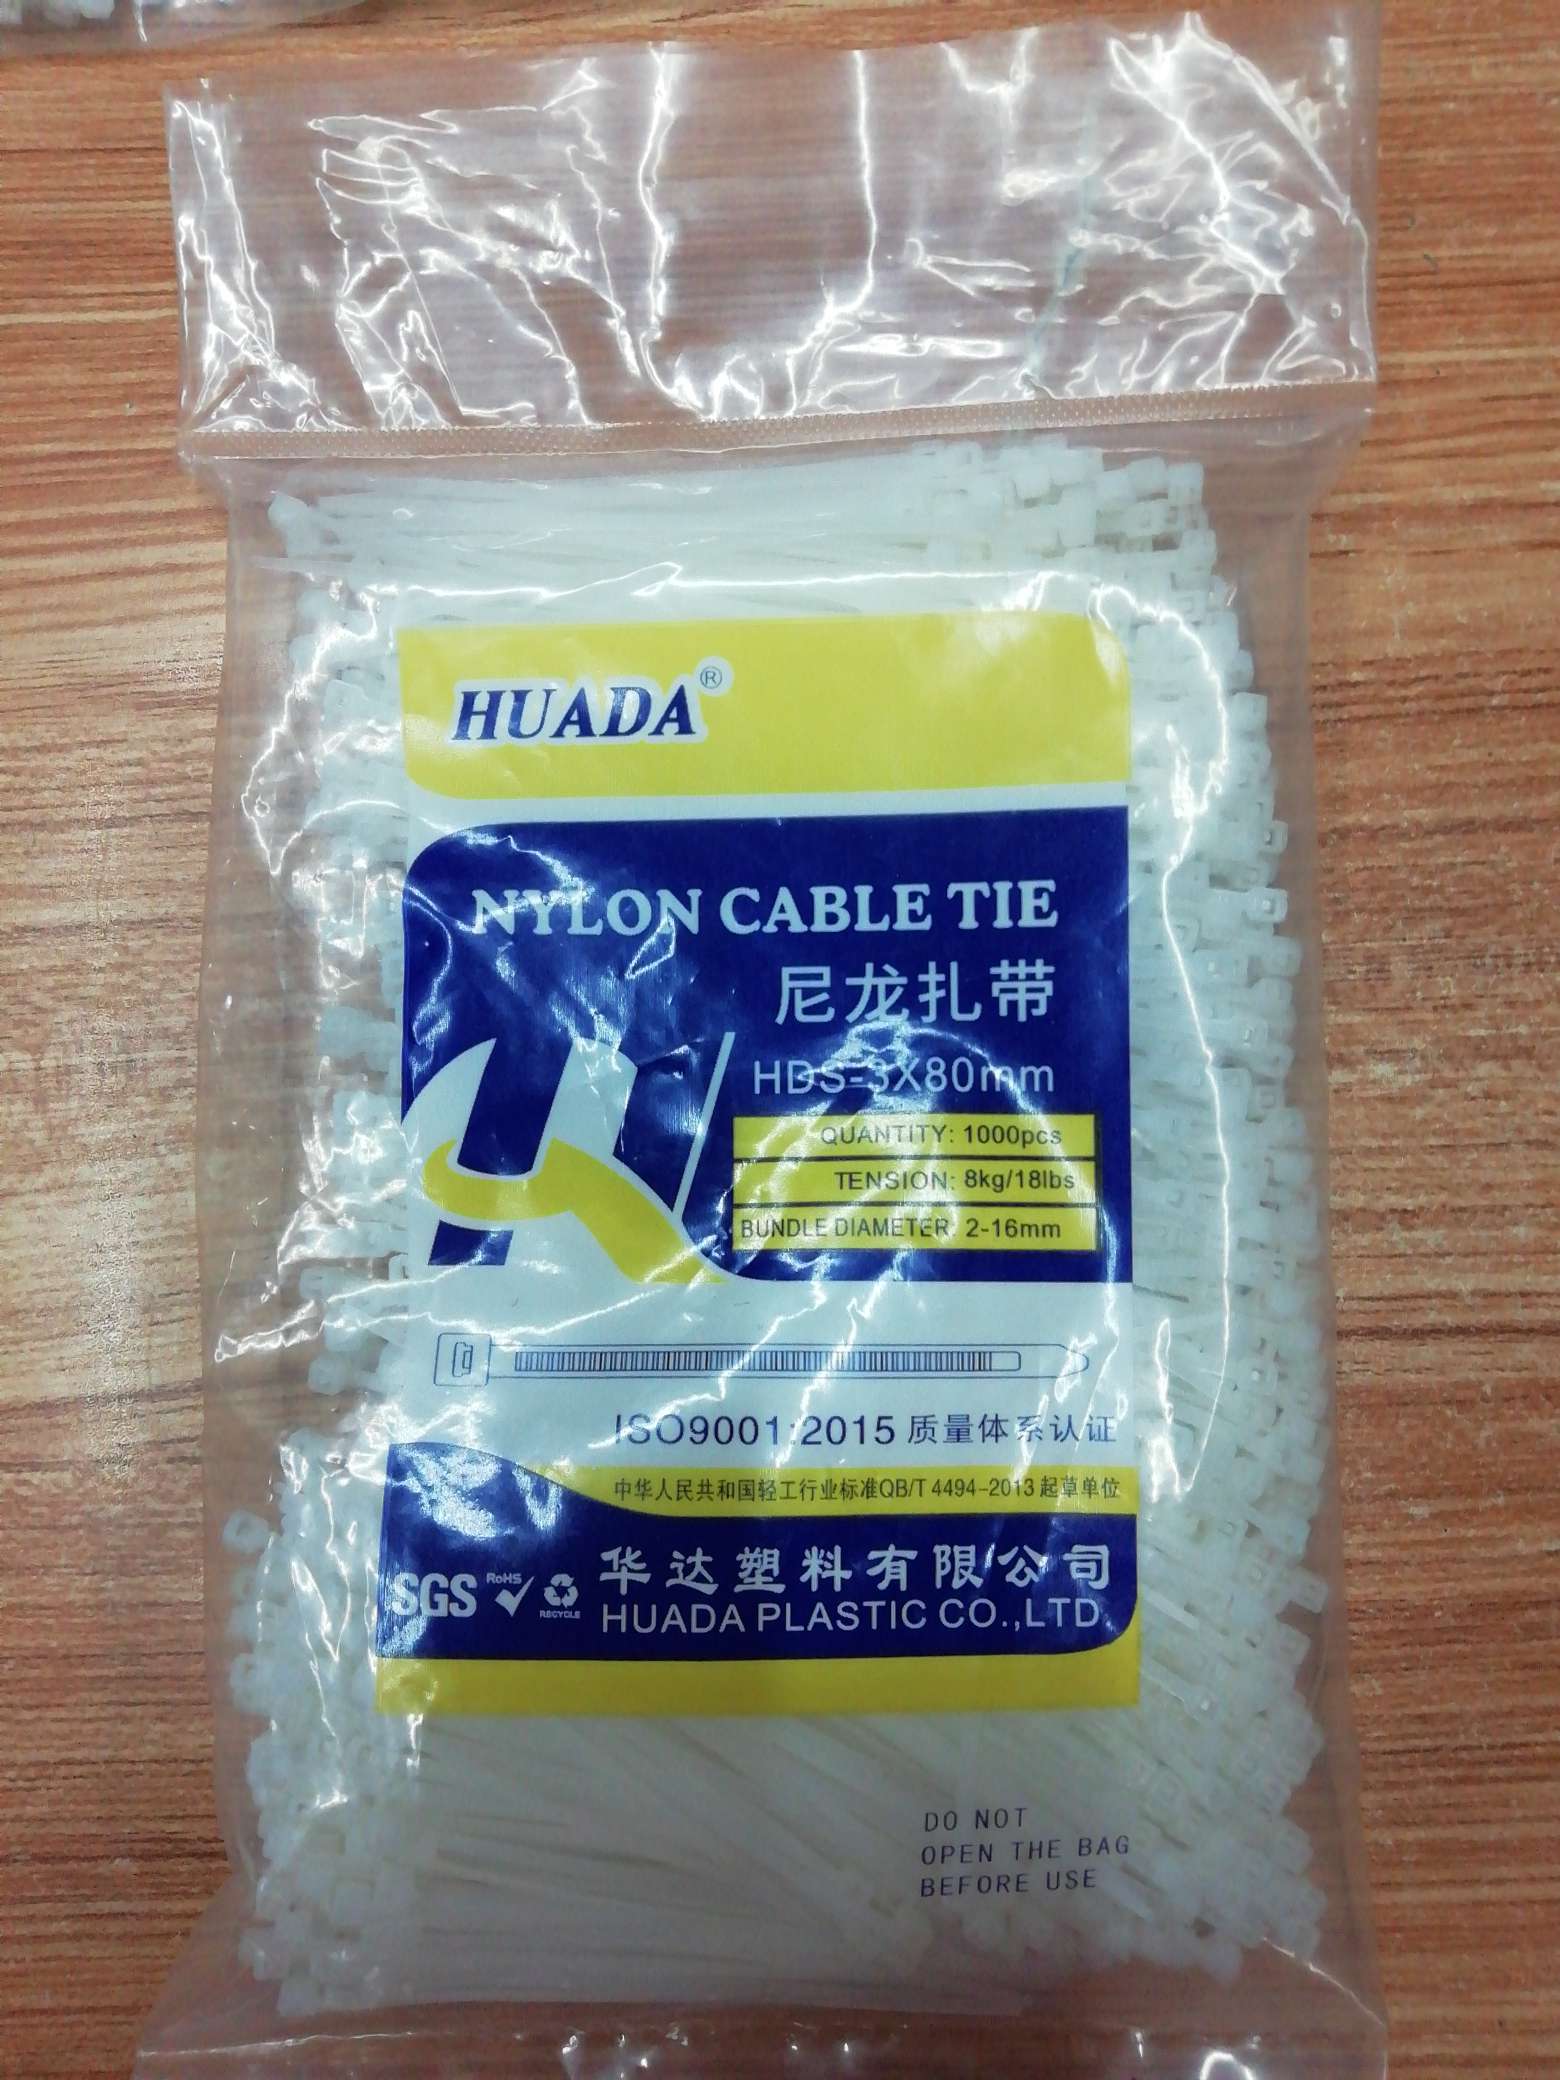 HUADA®
NYLON CABLE TIE
尼龙扎带
HDS-3X80mm
QUANTITY: 1000pcs
TENSION: 8kg/18lbs
BUNDLE DIAMETER: 2-16mm
ISO9001:2015 质量体系认证
中华人民共和国轻工行业标准QB/T 4494-2013 起草单位
SGS RoHS RECYCLE
华达塑料有限公司
HUADA PLASTIC CO.,LTD.
DO NOT
OPEN THE BAG
BEFORE USE